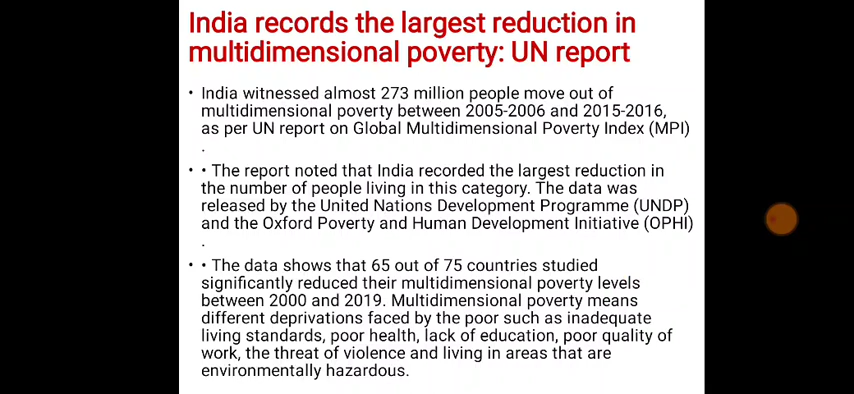 India records the largest reduction in
multidimensional poverty: UN report
• India witnessed almost 273 million people move out of
multidimensional poverty between 2005-2006 and 2015-2016,
as per UN report on Global Multidimensional Poverty Index (MPI)
.
• • The report noted that India recorded the largest reduction in
the number of people living in this category. The data was
released by the United Nations Development Programme (UNDP)
and the Oxford Poverty and Human Development Initiative (OPHI)
.
• • The data shows that 65 out of 75 countries studied
significantly reduced their multidimensional poverty levels
between 2000 and 2019. Multidimensional poverty means
different deprivations faced by the poor such as inadequate
living standards, poor health, lack of education, poor quality of
work, the threat of violence and living in areas that are
environmentally hazardous.